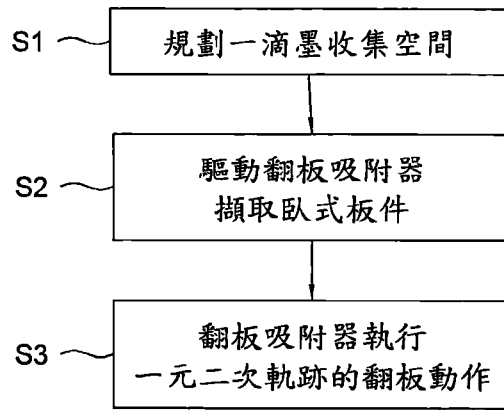 S1
規劃一滴墨收集空間
S2
驅動翻板吸附器
擷取臥式板件
S3
翻板吸附器執行
一元二次軌跡的翻板動作